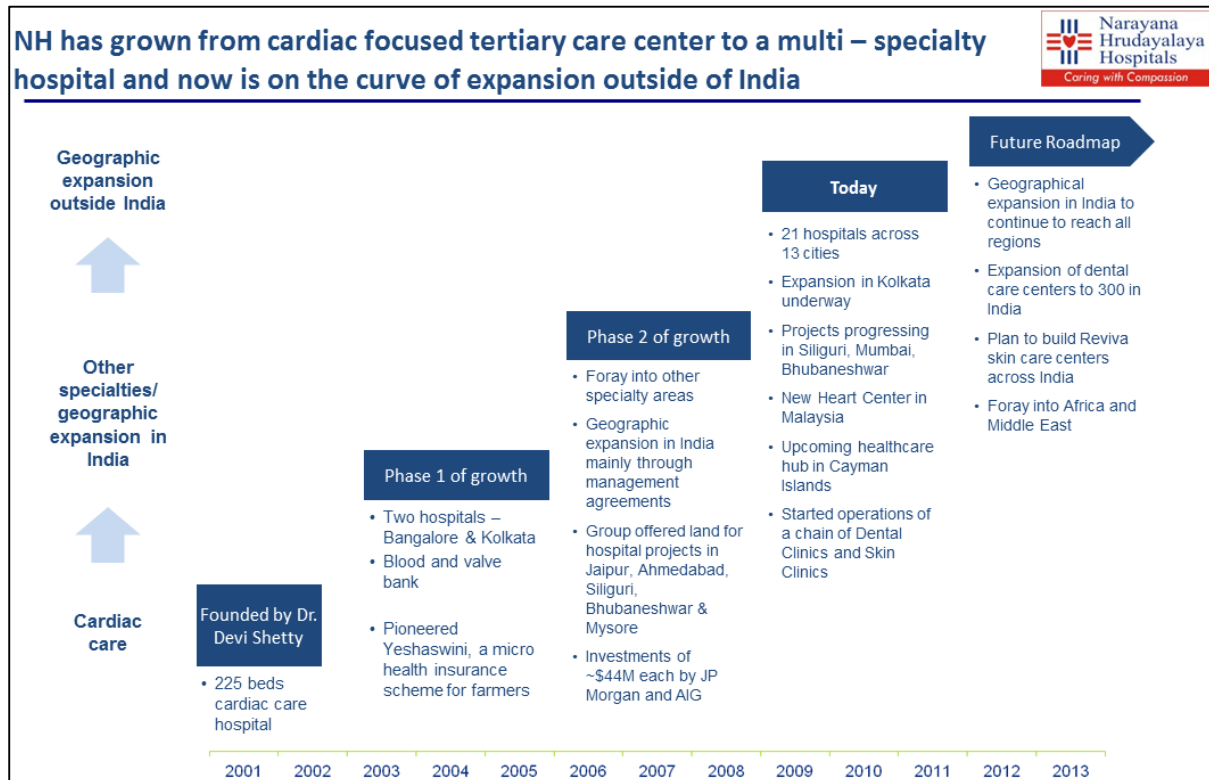 NH has grown from cardiac focused tertiary care center to a multi – specialty
hospital and now is on the curve of expansion outside of India
Narayana
Hrudayalaya
Hospitals
Caring with Compassion
Geographic
expansion
outside India
Other
specialties/
geographic
expansion in
India
Cardiac
care
Founded by Dr.
Devi Shetty
• 225 beds
cardiac care
hospital
Phase 1 of growth
• Two hospitals –
Bangalore & Kolkata
• Blood and valve
bank
• Pioneered
Yeshaswini, a micro
health insurance
scheme for farmers
Phase 2 of growth
• Foray into other
specialty areas
• Geographic
expansion in India
mainly through
management
agreements
• Group offered land for
hospital projects in
Jaipur, Ahmedabad,
Siliguri,
Bhubaneshwar &
Mysore
• Investments of
~$44M each by JP
Morgan and AIG
Today
• 21 hospitals across
13 cities
• Expansion in Kolkata
underway
• Projects progressing
in Siliguri, Mumbai,
Bhubaneshwar
• New Heart Center in
Malaysia
• Upcoming healthcare
hub in Cayman
Islands
• Started operations of
a chain of Dental
Clinics and Skin
Clinics
Future Roadmap
• Geographical
expansion in India to
continue to reach all
regions
• Expansion of dental
care centers to 300 in
India
• Plan to build Reviva
skin care centers
across India
• Foray into Africa and
Middle East
2001 2002 2003 2004 2005 2006 2007 2008 2009 2010 2011 2012 2013